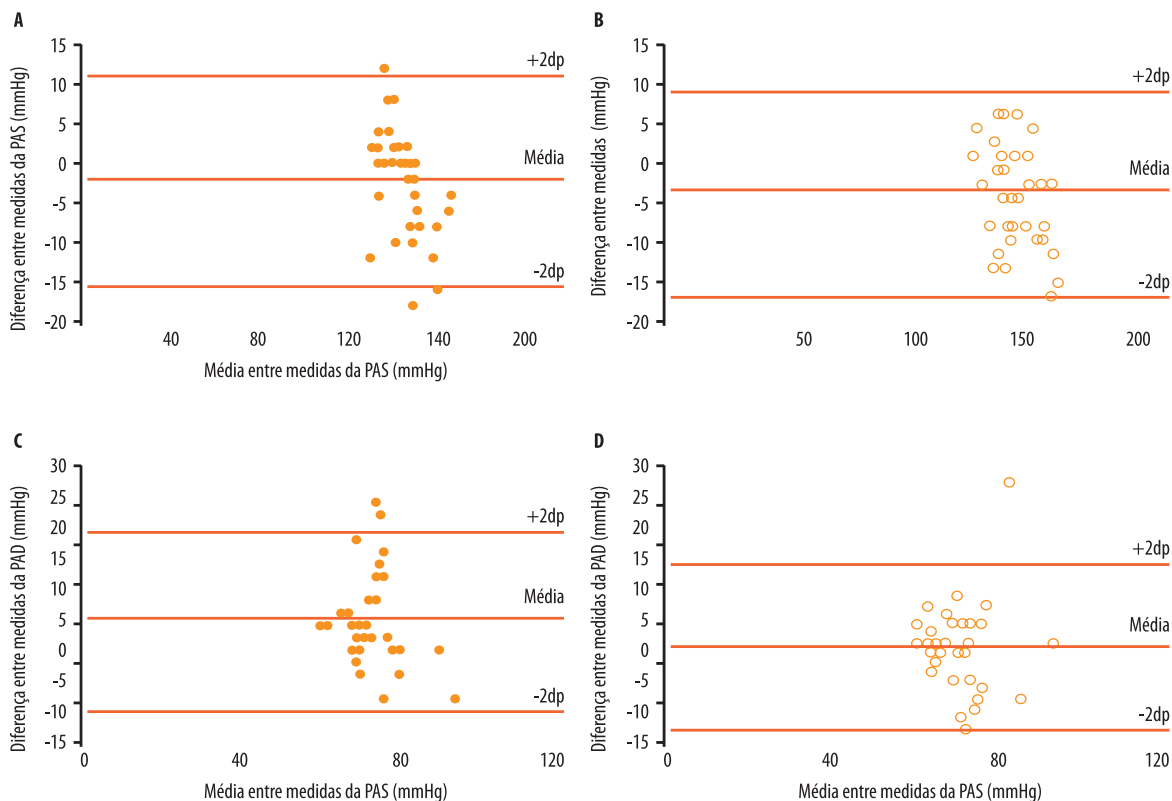 A
Diferença entre medidas da PAS (mmHg)
15
10
5
0
-5
-10
-15
-20
+2dp
Média
-2dp
40
80
120
140
200
Média entre medidas da PAS (mmHg)
B
Diferença entre medidas (mmHg)
15
10
5
0
-5
-10
-15
-20
+2dp
Média
-2dp
50
100
150
200
C
Diferença entre medidas da PAD (mmHg)
30
25
20
15
10
5
0
-5
-10
-15
+2dp
Média
-2dp
0
40
80
120
Média entre medidas da PAS (mmHg)
D
Diferença entre medidas da PAD (mmHg)
30
25
20
15
10
5
0
-5
-10
-15
+2dp
Média
-2dp
0
40
80
120
Média entre medidas da PAS (mmHg)